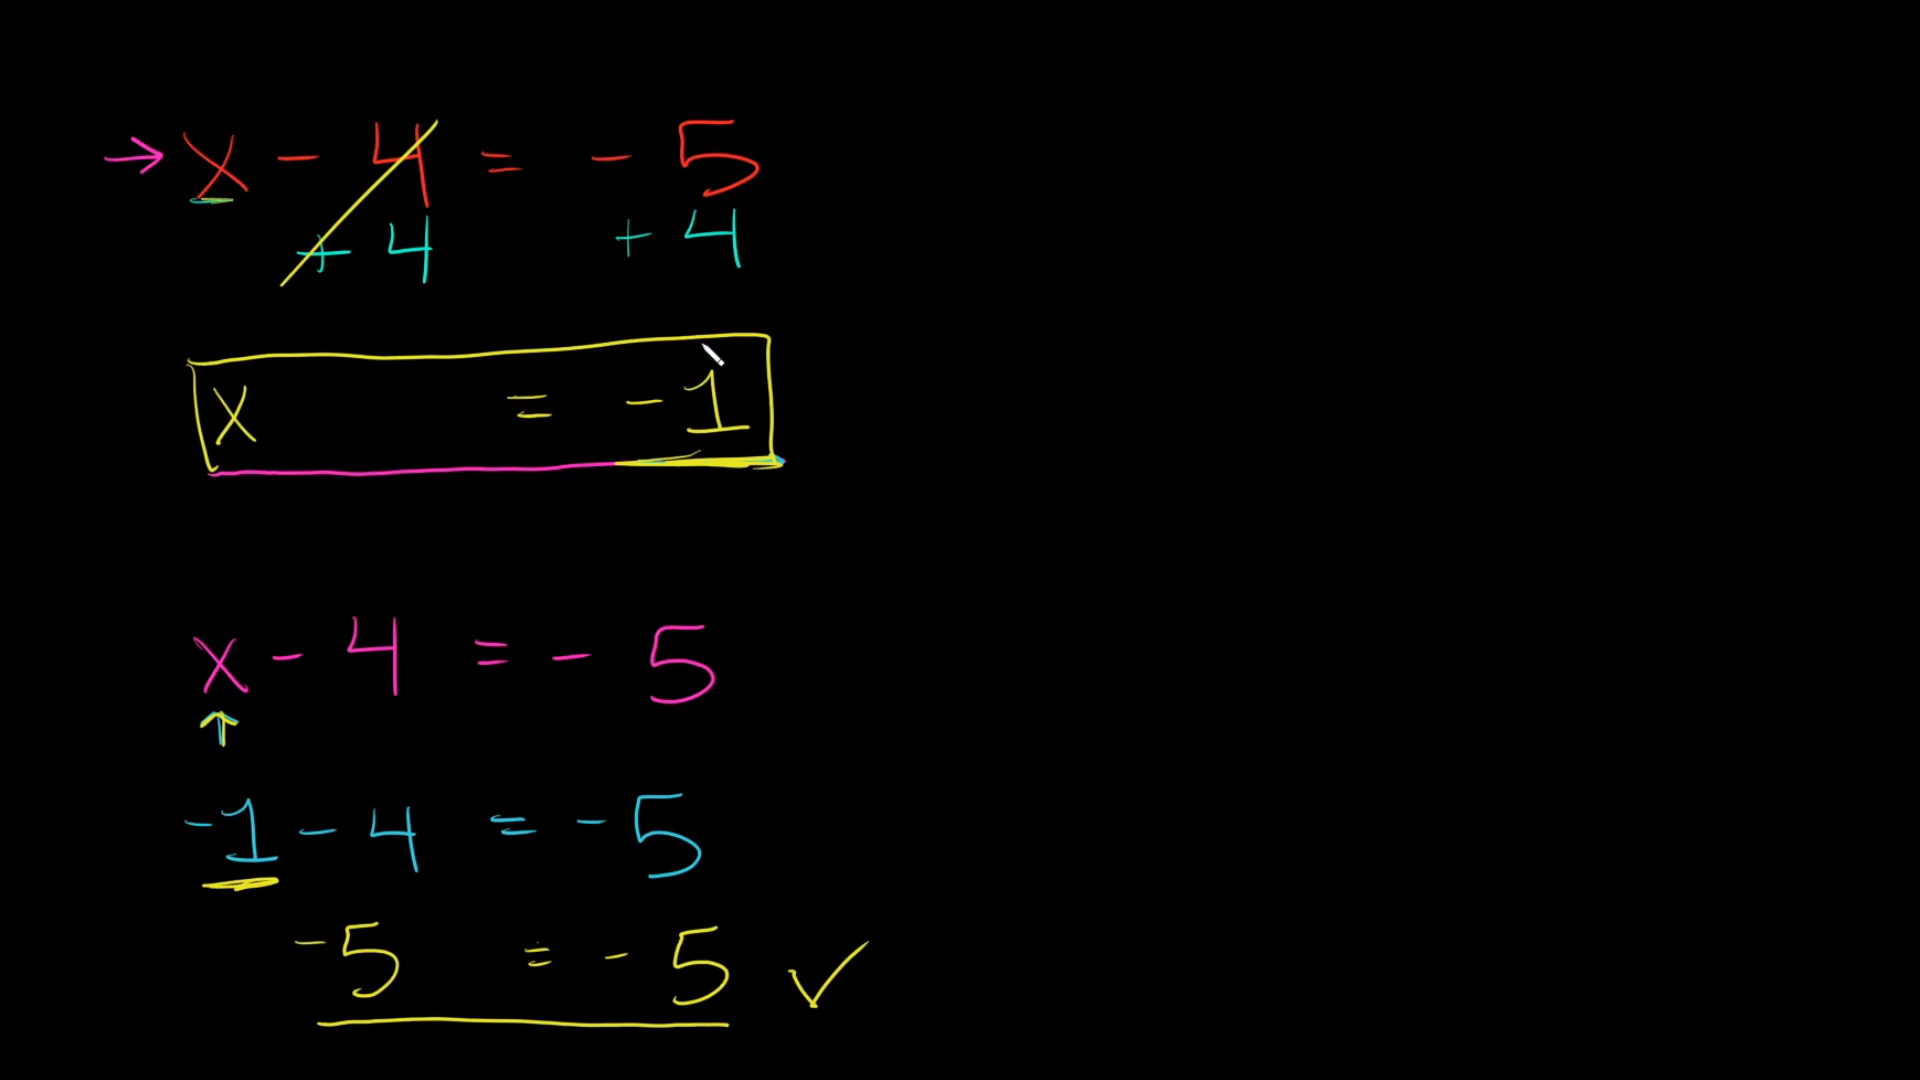 → x - 4 = - 5
+ 4 + 4
x = - 1
x - 4 = - 5
↑
- 1 - 4 = - 5
- 5 = - 5 ✓